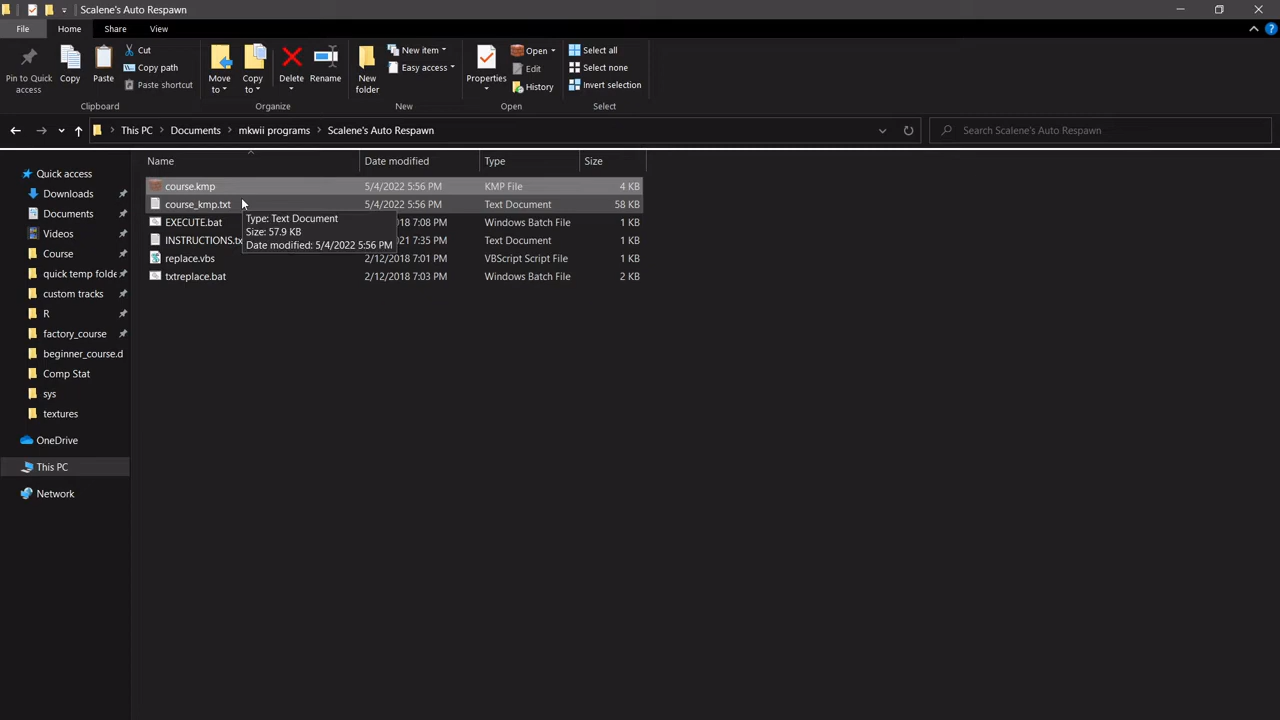 Scalene's Auto Respawn
File Home Share View
Pin to Quick access
Copy
Paste
Cut
Copy path
Paste shortcut
Clipboard
Move to
Copy to
Delete
Rename
Organize
New folder
New item
Easy access
New
Properties
Open
Edit
History
Open
Select all
Select none
Invert selection
Select
This PC > Documents > mkwii programs > Scalene's Auto Respawn
Search Scalene's Auto Respawn
Quick access
Downloads
Documents
Videos
Course
quick temp folde
custom tracks
R
factory_course
beginner_course.d
Comp Stat
sys
textures
OneDrive
This PC
Network
Name Date modified Type Size
course.kmp 5/4/2022 5:56 PM KMP File 4 KB
course_kmp.txt 5/4/2022 5:56 PM Text Document 58 KB
EXECUTE.bat 018 7:08 PM Windows Batch File 1 KB
INSTRUCTIONS.tx 021 7:35 PM Text Document 1 KB
replace.vbs 2/12/2018 7:01 PM VBScript Script File 1 KB
txtreplace.bat 2/12/2018 7:03 PM Windows Batch File 2 KB
Type: Text Document
Size: 57.9 KB
Date modified: 5/4/2022 5:56 PM